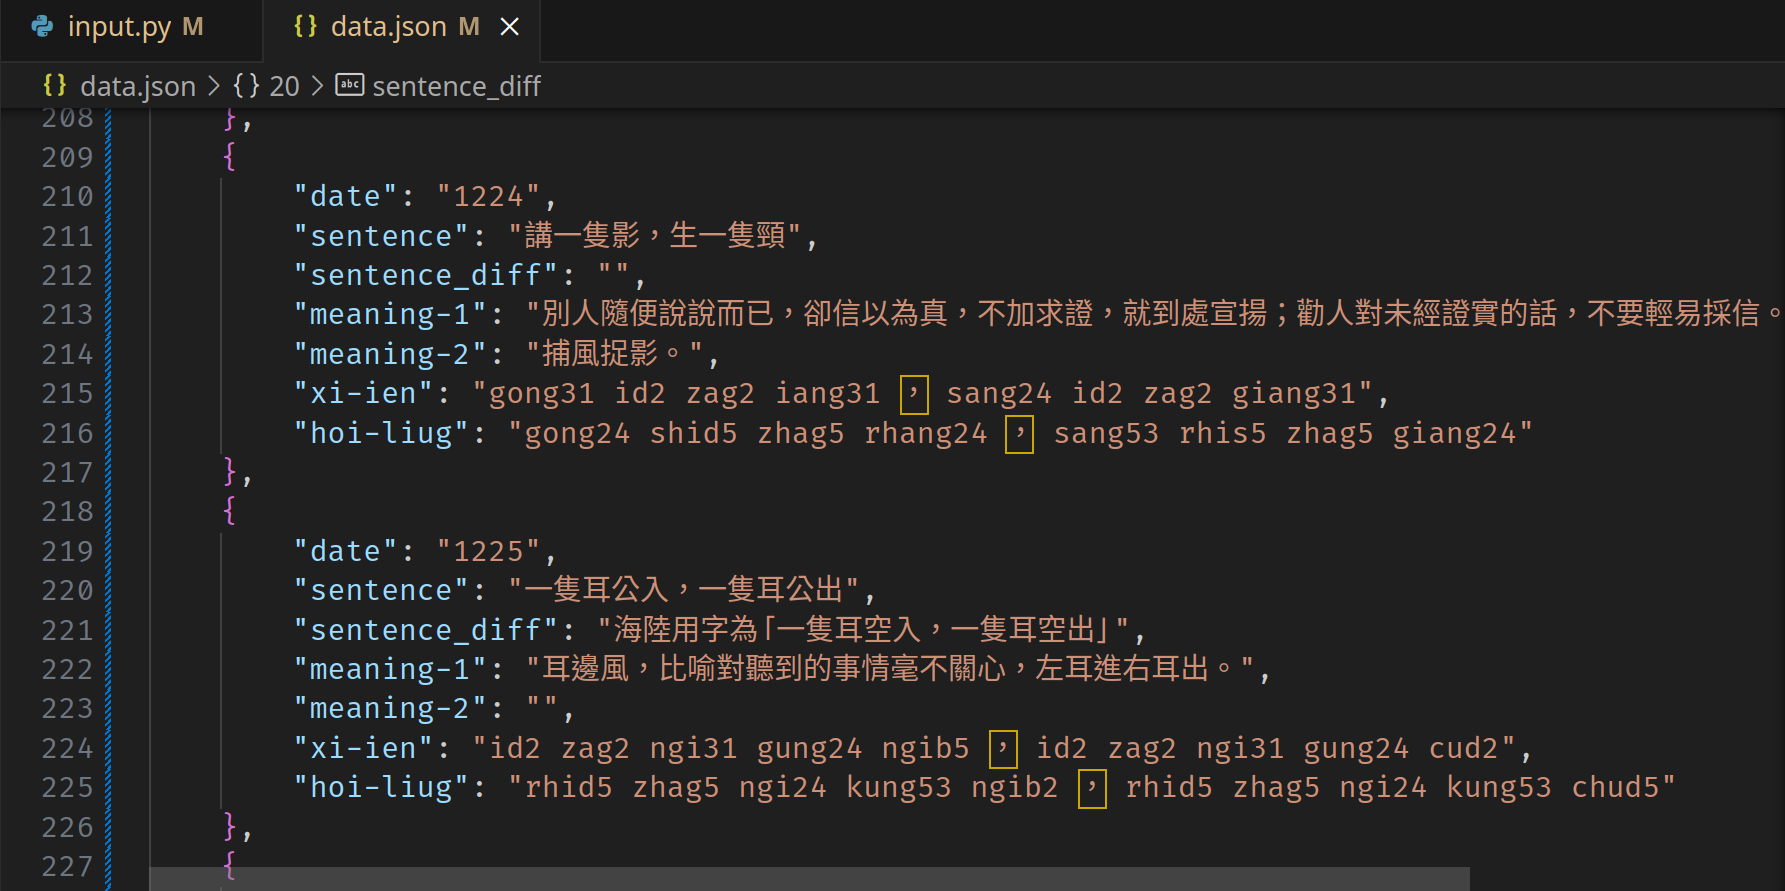 input.py M {} data.json M ×
{} data.json > {} 20 > abc sentence_diff
208 },
209 {
210 "date": "1224",
211 "sentence": "講一隻影，生一隻頸",
212 "sentence_diff": "",
213 "meaning-1": "別人隨便說說而已，卻信以為真，不加求證，就到處宣揚；勸人對未經證實的話，不要輕易採信。
214 "meaning-2": "捕風捉影。",
215 "xi-ien": "gong31 id2 zag2 iang31 ， sang24 id2 zag2 giang31",
216 "hoi-liug": "gong24 shid5 zhag5 rhang24 ， sang53 rhis5 zhag5 giang24"
217 },
218 {
219 "date": "1225",
220 "sentence": "一隻耳公入，一隻耳公出",
221 "sentence_diff": "海陸用字為「一隻耳空入，一隻耳空出」",
222 "meaning-1": "耳邊風，比喻對聽到的事情毫不關心，左耳進右耳出。",
223 "meaning-2": "",
224 "xi-ien": "id2 zag2 ngi31 gung24 ngib5 ， id2 zag2 ngi31 gung24 cud2",
225 "hoi-liug": "rhid5 zhag5 ngi24 kung53 ngib2 ， rhid5 zhag5 ngi24 kung53 chud5"
226 },
227 {